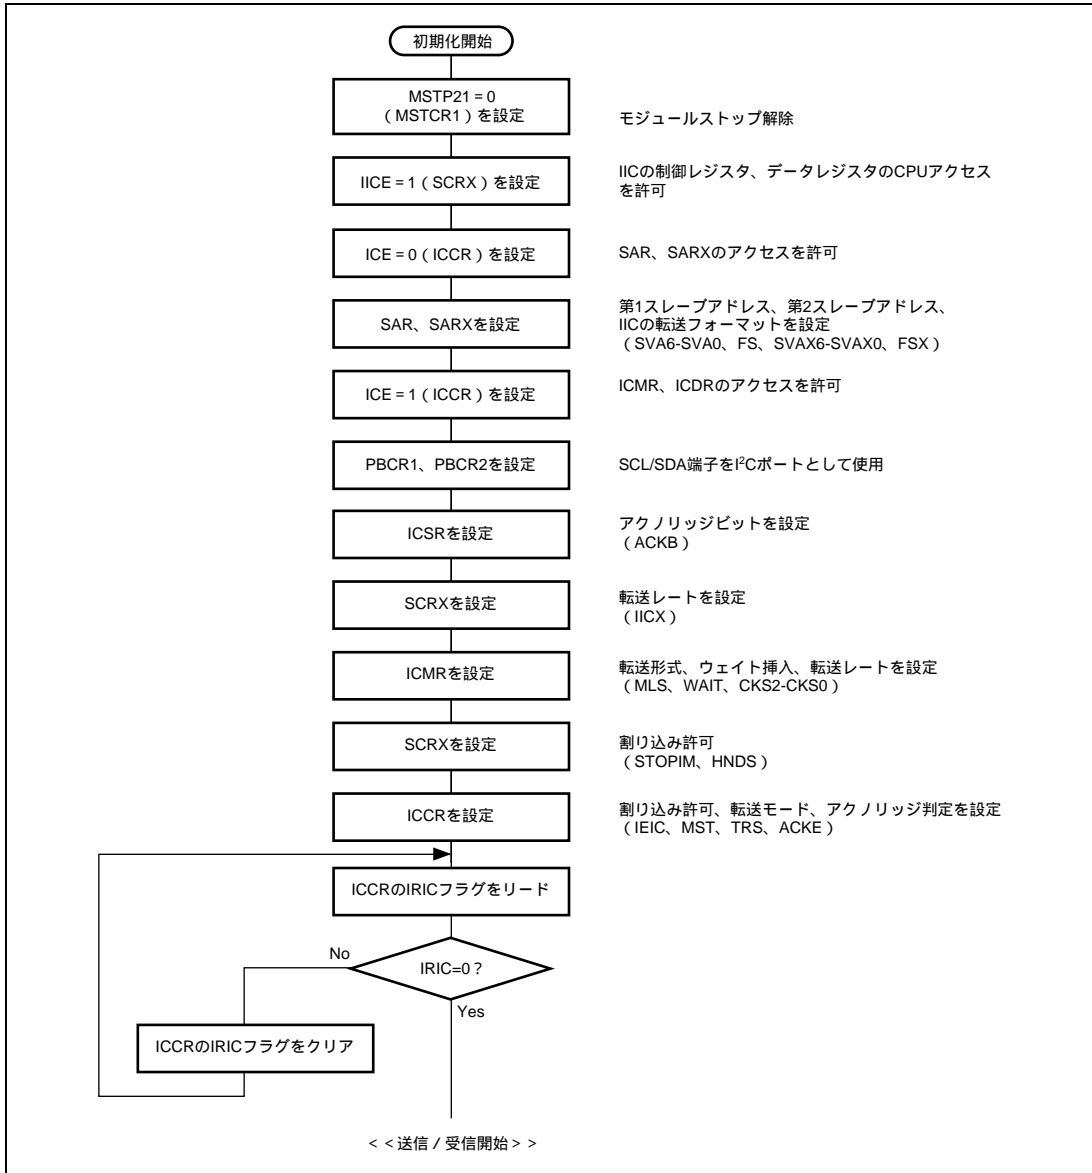 初期化開始
MSTP21 = 0
（MSTCR1）を設定
モジュールストップ解除
IICE = 1（SCRX）を設定
IICの制御レジスタ、データレジスタのCPUアクセス
を許可
ICE = 0（ICCR）を設定
SAR、SARXのアクセスを許可
SAR、SARXを設定
第1スレーブアドレス、第2スレーブアドレス、
IICの転送フォーマットを設定
（SVA6-SVA0、FS、SVAX6-SVAX0、FSX）
ICE = 1（ICCR）を設定
ICMR、ICDRのアクセスを許可
PBCR1、PBCR2を設定
SCL/SDA端子をI²Cポートとして使用
ICSRを設定
アクノリッジビットを設定
（ACKB）
SCRXを設定
転送レートを設定
（IICX）
ICMRを設定
転送形式、ウェイト挿入、転送レートを設定
（MLS、WAIT、CKS2-CKS0）
SCRXを設定
割り込み許可
（STOPIM、HNDS）
ICCRを設定
割り込み許可、転送モード、アクノリッジ判定を設定
（IEIC、MST、TRS、ACKE）
ICCRのIRICフラグをリード
No
IRIC=0？
Yes
ICCRのIRICフラグをクリア
＜＜送信 / 受信開始＞＞